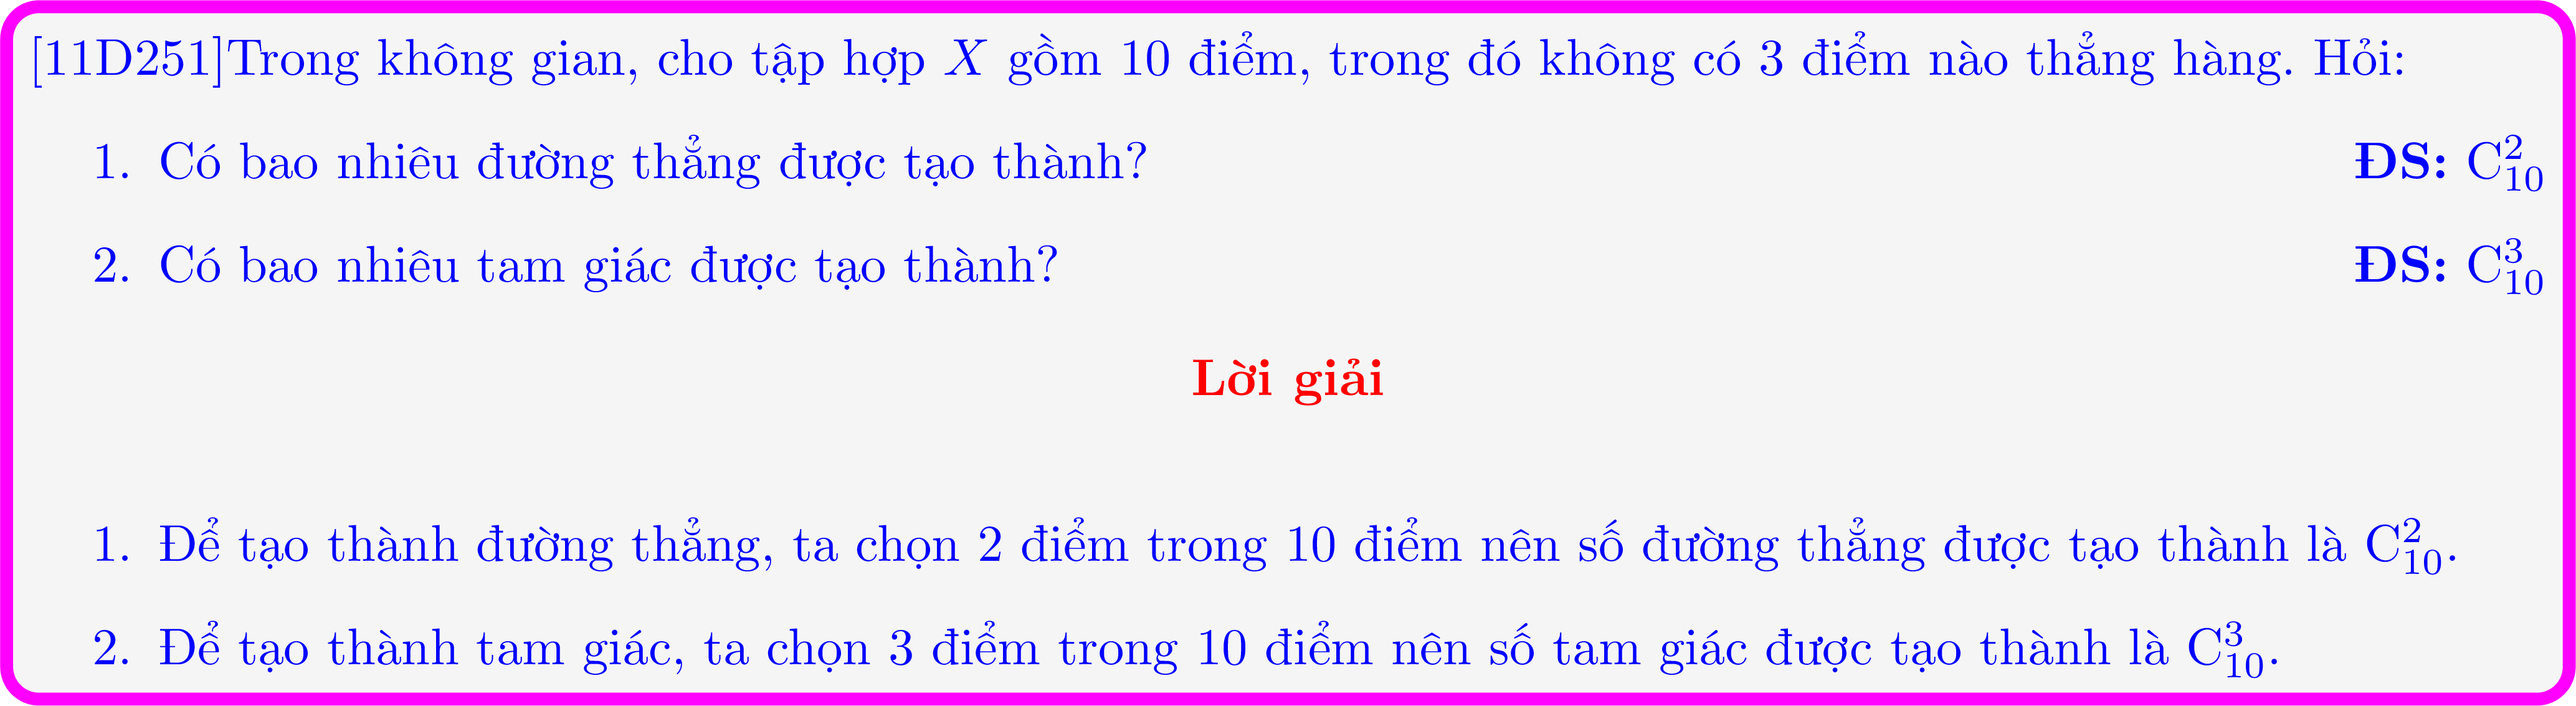 [11D251]Trong không gian, cho tập hợp X gồm 10 điểm, trong đó không có 3 điểm nào thẳng hàng. Hỏi:
1. Có bao nhiêu đường thẳng được tạo thành? ĐS: C_{10}^{2}
2. Có bao nhiêu tam giác được tạo thành? ĐS: C_{10}^{3}
Lời giải
1. Để tạo thành đường thẳng, ta chọn 2 điểm trong 10 điểm nên số đường thẳng được tạo thành là C_{10}^{2}.
2. Để tạo thành tam giác, ta chọn 3 điểm trong 10 điểm nên số tam giác được tạo thành là C_{10}^{3}.